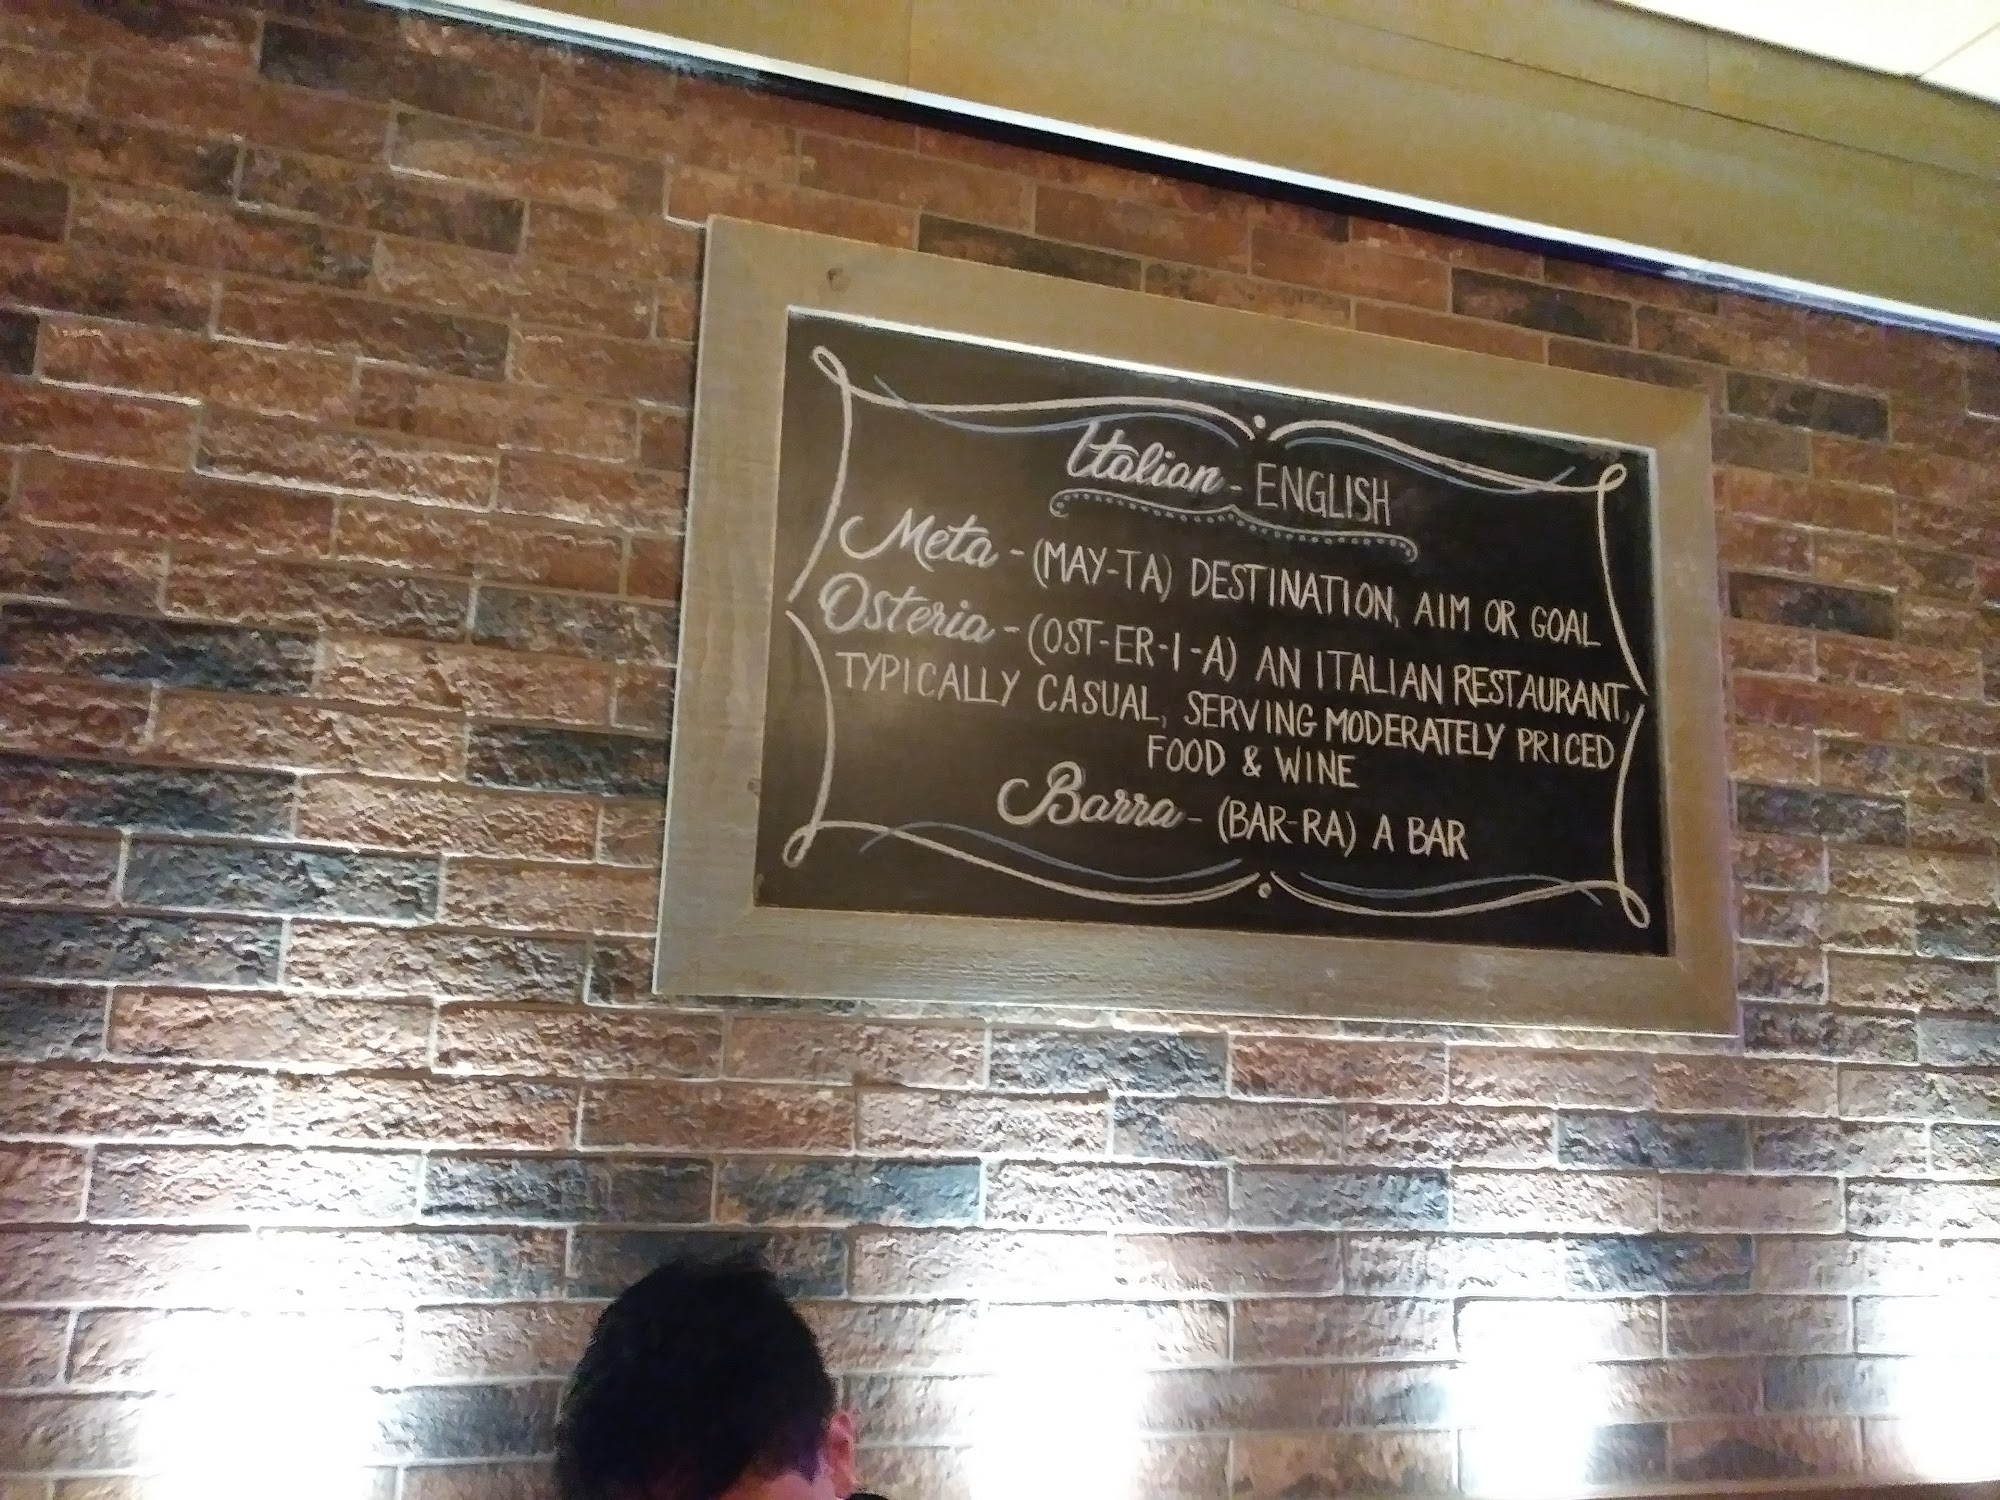 Italian - ENGLISH
Meta - (MAY-TA) DESTINATION, AIM OR GOAL
Osteria - (OST-ER-I-A) AN ITALIAN RESTAURANT,
TYPICALLY CASUAL, SERVING MODERATELY PRICED
FOOD & WINE
Barra - (BAR-RA) A BAR